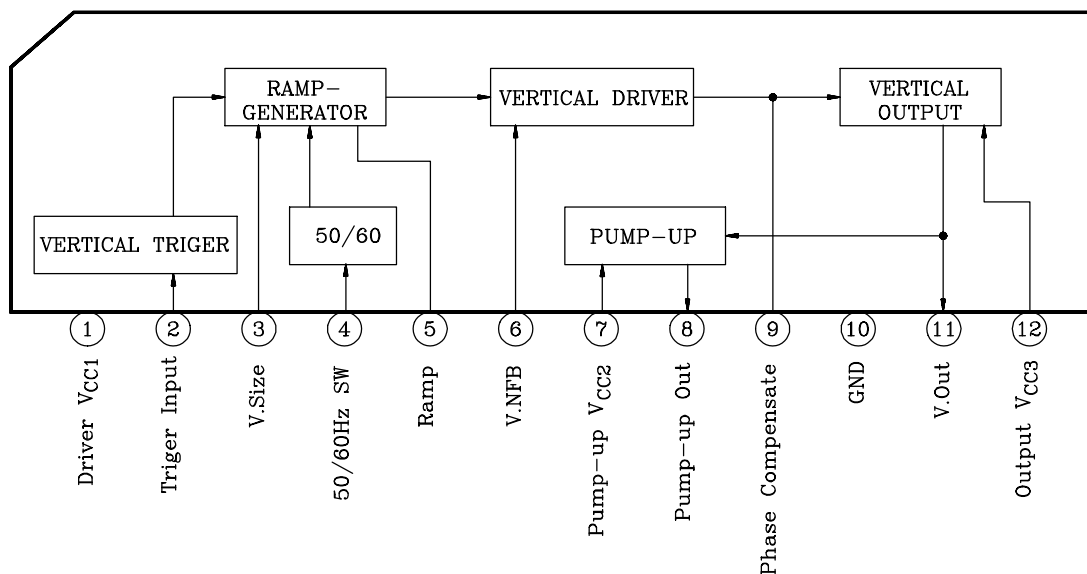 RAMP-
GENERATOR
VERTICAL DRIVER
VERTICAL
OUTPUT
VERTICAL TRIGER
50/60
PUMP-UP
1
2
3
4
5
6
7
8
9
10
11
12
Driver VCC1
Triger Input
V.Size
50/60Hz SW
Ramp
V.NFB
Pump-up VCC2
Pump-up Out
Phase Compensate
GND
V.Out
Output VCC3